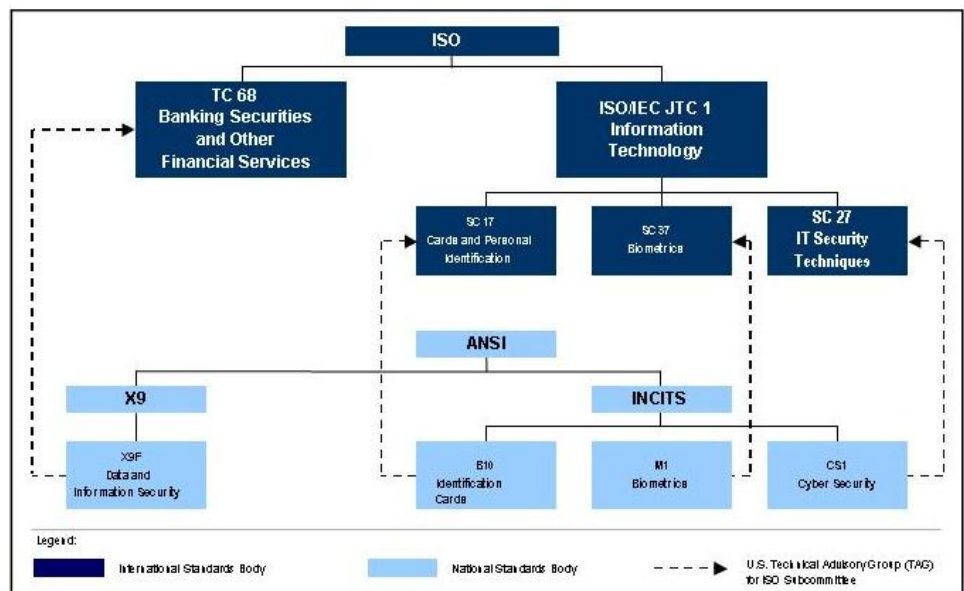 ISO
TC 68
Banking Securities
and Other
Financial Services
ISO/IEC JTC 1
Information
Technology
SC 17
Cards and Personal
Identification
SC 37
Biometrics
SC 27
IT Security
Techniques
ANSI
X9
INCITS
X9F
Data and
Information Security
B10
Identification
Cards
M1
Biometrics
CS1
Cyber Security
Legend:
International Standards Body
National Standards Body
U.S. Technical Advisory Group (TAG)
for ISO Subcommittee